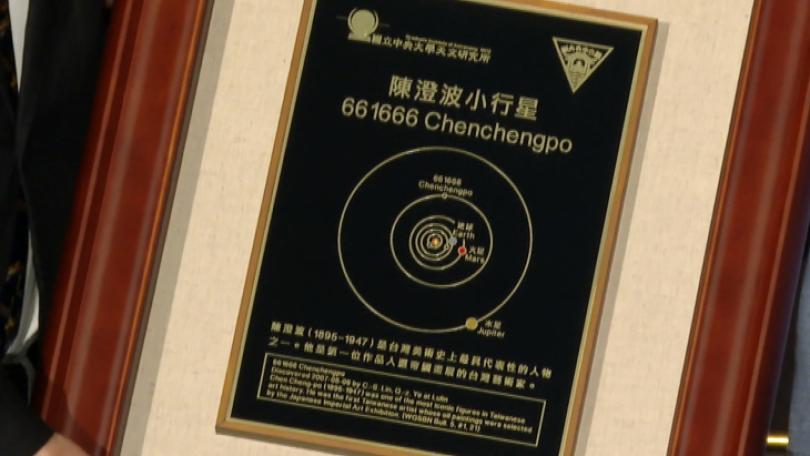 國立中央大學天文研究所
陳澄波小行星
661666 Chenchengpo
661666
Chenchengpo
地球
Earth
火星
Mars
木星
Jupiter
陳澄波(1895-1947)是台灣美術史上最具代表性的人物
之一。他是第一位作品入選帝國畫展的台灣藝術家。
661666 Chenchengpo
Discovered 2007-08-09 by C.-S. Lin, Q.-z. Ye at Lulin
Chen Cheng-po (1895-1947) was one of the most iconic figures in Taiwanese
art history. He was the first Taiwanese artist whose oil paintings were selected
by the Japanese Imperial Art Exhibition. (WGSBN Bull. 5, #1, 21)